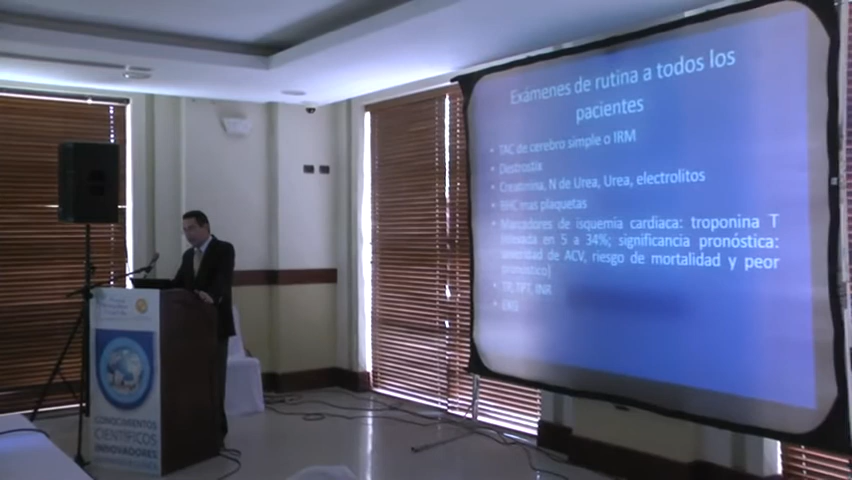 Exámenes de rutina a todos los
pacientes
• TAC de cerebro simple o IRM
• Destrostix
• Creatinina, N de Urea, Urea, electrolitos
• BHC mas plaquetas
• Marcadores de isquemia cardiaca: troponina T
elevada en 5 a 34%; significancia pronóstica:
severidad de ACV, riesgo de mortalidad y peor
pronóstico)
• TP, TPT, INR
• EKG
CONOCIMIENTOS
CIENTÍFICOS
INNOVADORES